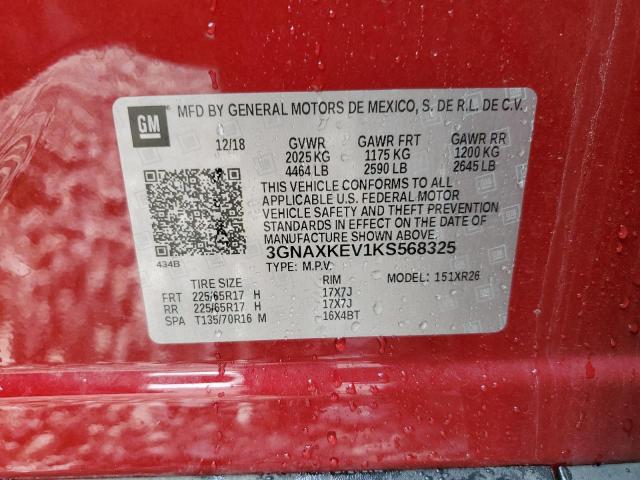 GM
MFD BY GENERAL MOTORS DE MEXICO, S. DE R.L. DE C.V.
12/18 GVWR GAWR FRT GAWR RR
2025 KG 1175 KG 1200 KG
4464 LB 2590 LB 2645 LB
THIS VEHICLE CONFORMS TO ALL
APPLICABLE U.S. FEDERAL MOTOR
VEHICLE SAFETY AND THEFT PREVENTION
STANDARDS IN EFFECT ON THE DATE OF
MANUFACTURE SHOWN ABOVE.
434B 3GNAXKEV1KS568325
TYPE: M.P.V. MODEL: 151XR26
TIRE SIZE RIM
FRT 225/65R17 H 17X7J
RR 225/65R17 H 17X7J
SPA T135/70R16 M 16X4BT